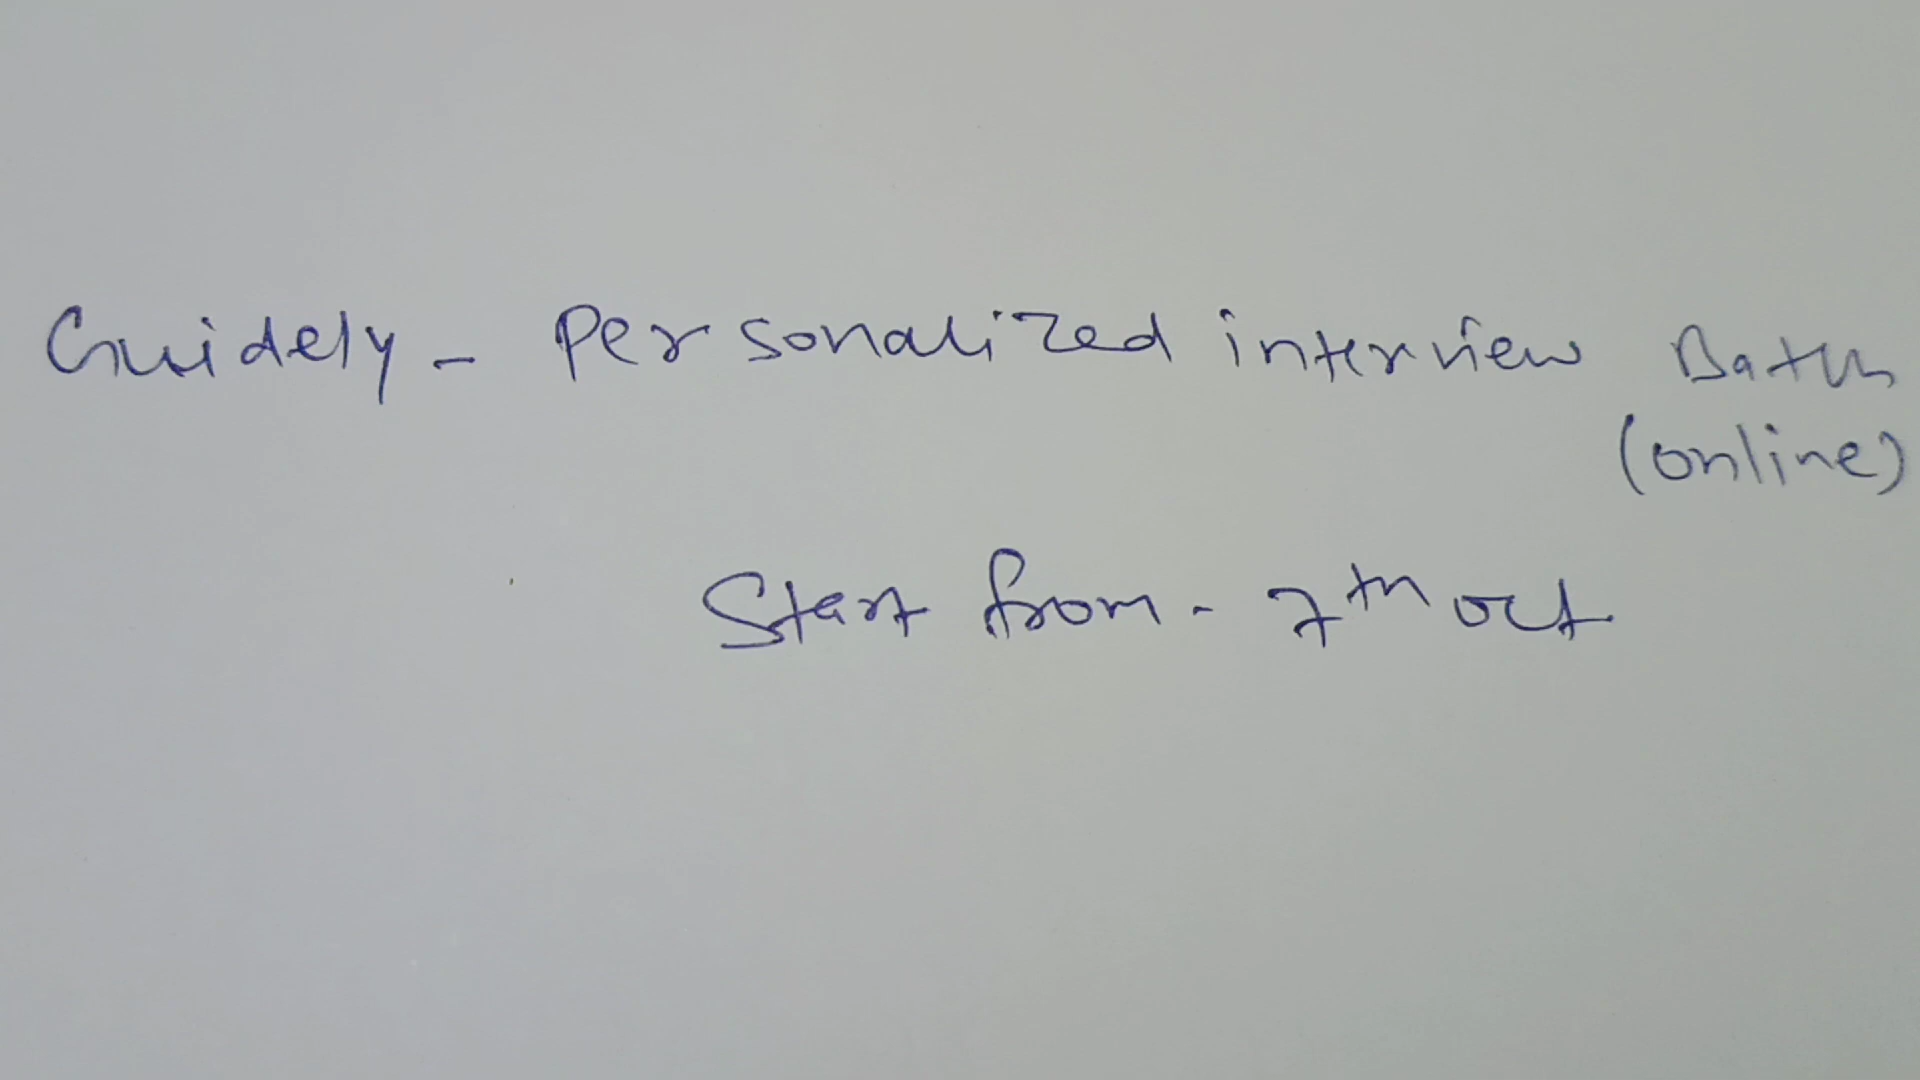 Guidely - Personalized interview Batch
(online)
Start from - 7th oct